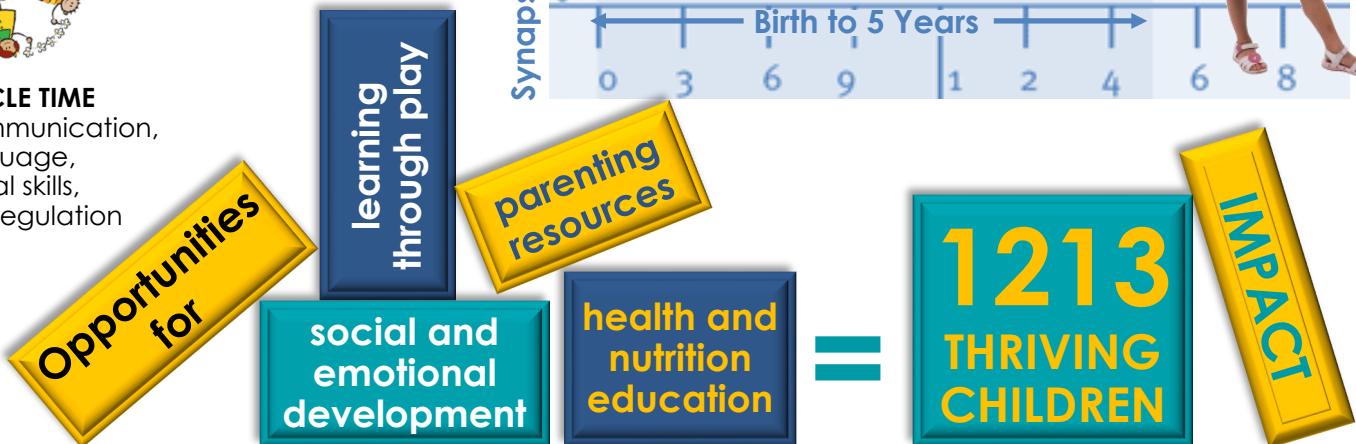 Synaps
Birth to 5 Years
0 3 6 9 1 2 4 6 8
CLE TIME
mmunication,
uage,
al skills,
egulation
Opportunities
for
learning
through play
parenting
resources
social and
emotional
development
health and
nutrition
education
=
1213
THRIVING
CHILDREN
IMPACT